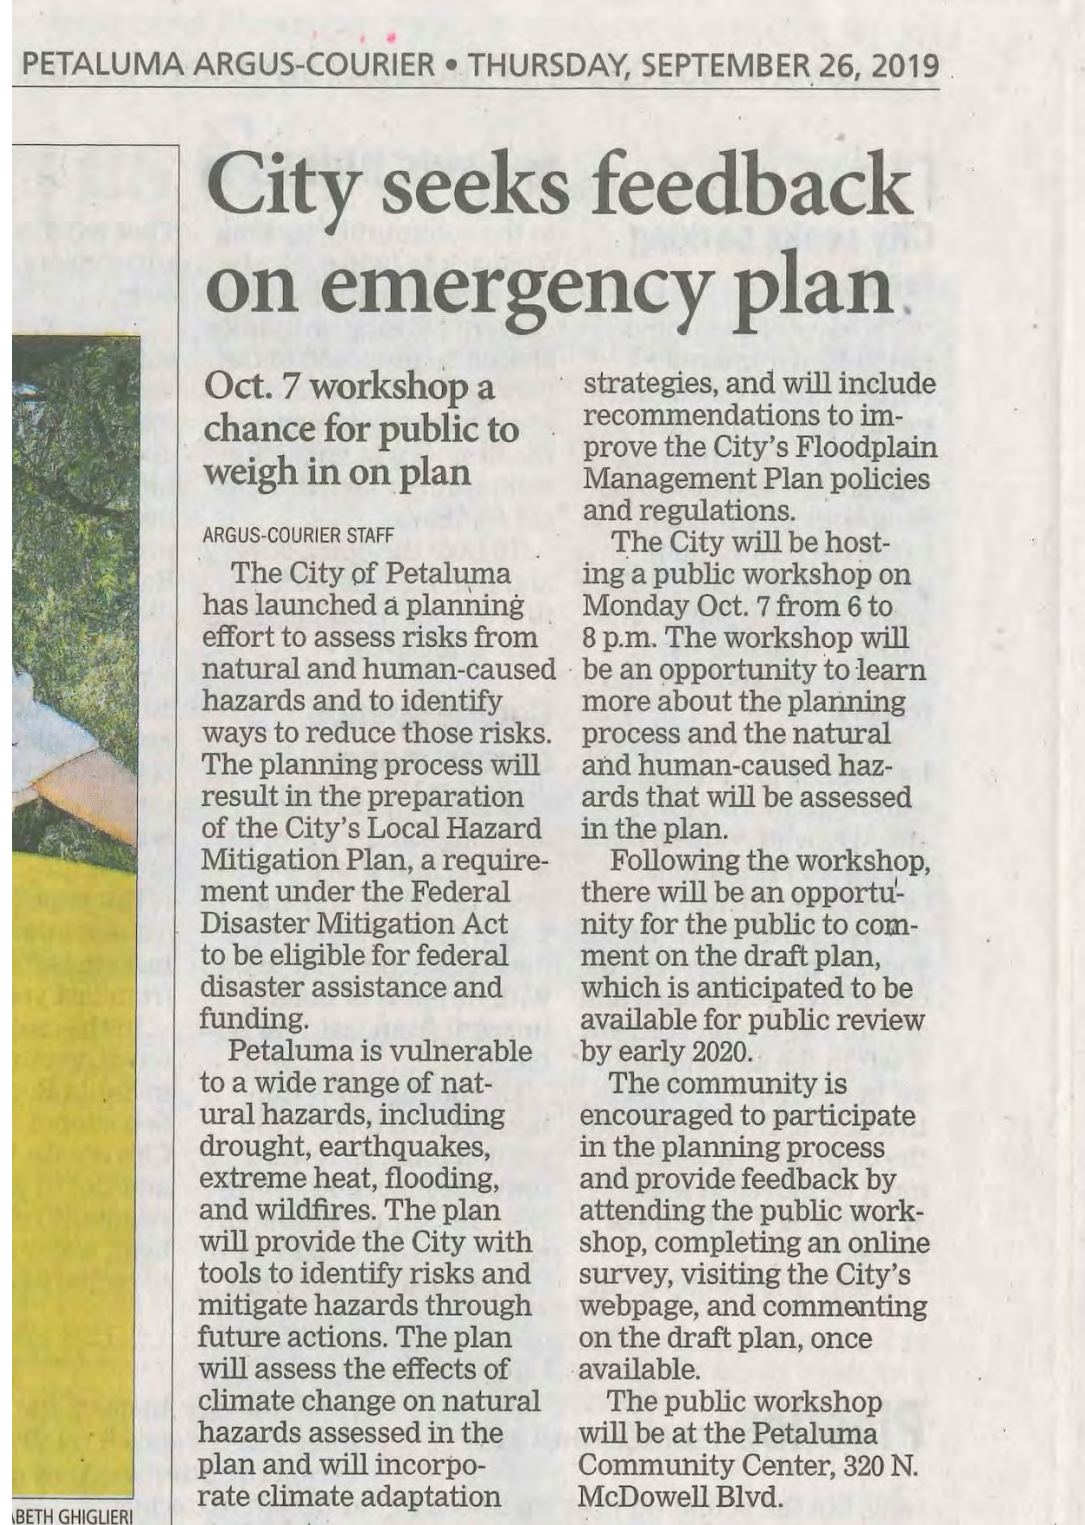 PETALUMA ARGUS-COURIER • THURSDAY, SEPTEMBER 26, 2019
City seeks feedback
on emergency plan
Oct. 7 workshop a
chance for public to
weigh in on plan
ARGUS-COURIER STAFF
The City of Petaluma
has launched a planning
effort to assess risks from
natural and human-caused
hazards and to identify
ways to reduce those risks.
The planning process will
result in the preparation
of the City's Local Hazard
Mitigation Plan, a require-
ment under the Federal
Disaster Mitigation Act
to be eligible for federal
disaster assistance and
funding.
Petaluma is vulnerable
to a wide range of nat-
ural hazards, including
drought, earthquakes,
extreme heat, flooding,
and wildfires. The plan
will provide the City with
tools to identify risks and
mitigate hazards through
future actions. The plan
will assess the effects of
climate change on natural
hazards assessed in the
plan and will incorpo-
rate climate adaptation
strategies, and will include
recommendations to im-
prove the City's Floodplain
Management Plan policies
and regulations.
The City will be host-
ing a public workshop on
Monday Oct. 7 from 6 to
8 p.m. The workshop will
be an opportunity to learn
more about the planning
process and the natural
and human-caused haz-
ards that will be assessed
in the plan.
Following the workshop,
there will be an opportu-
nity for the public to com-
ment on the draft plan,
which is anticipated to be
available for public review
by early 2020.
The community is
encouraged to participate
in the planning process
and provide feedback by
attending the public work-
shop, completing an online
survey, visiting the City's
webpage, and commenting
on the draft plan, once
available.
The public workshop
will be at the Petaluma
Community Center, 320 N.
McDowell Blvd.
ABETH GHIGLIERI